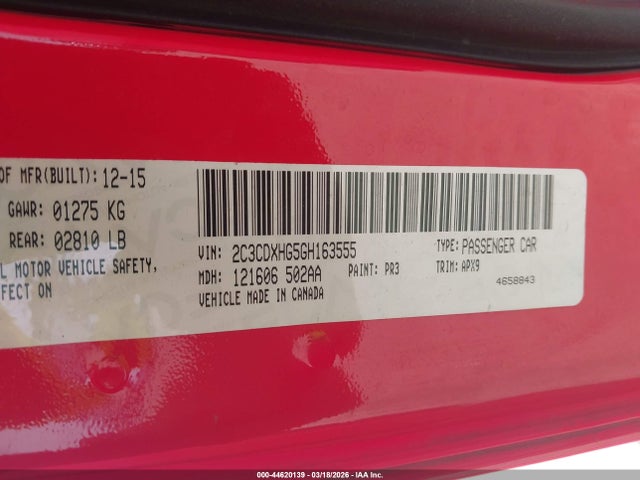 OF MFR(BUILT): 12-15
GAWR: 01275 KG
REAR: 02810 LB
L MOTOR VEHICLE SAFETY,
FFECT ON
VIN: 2C3CDXHG5GH163555
TYPE: PASSENGER CAR
MDH: 121606 502AA
PAINT: PR3
TRIM: APX9
VEHICLE MADE IN CANADA
4658843
000-44620139 - 03/18/2026 - IAA Inc.